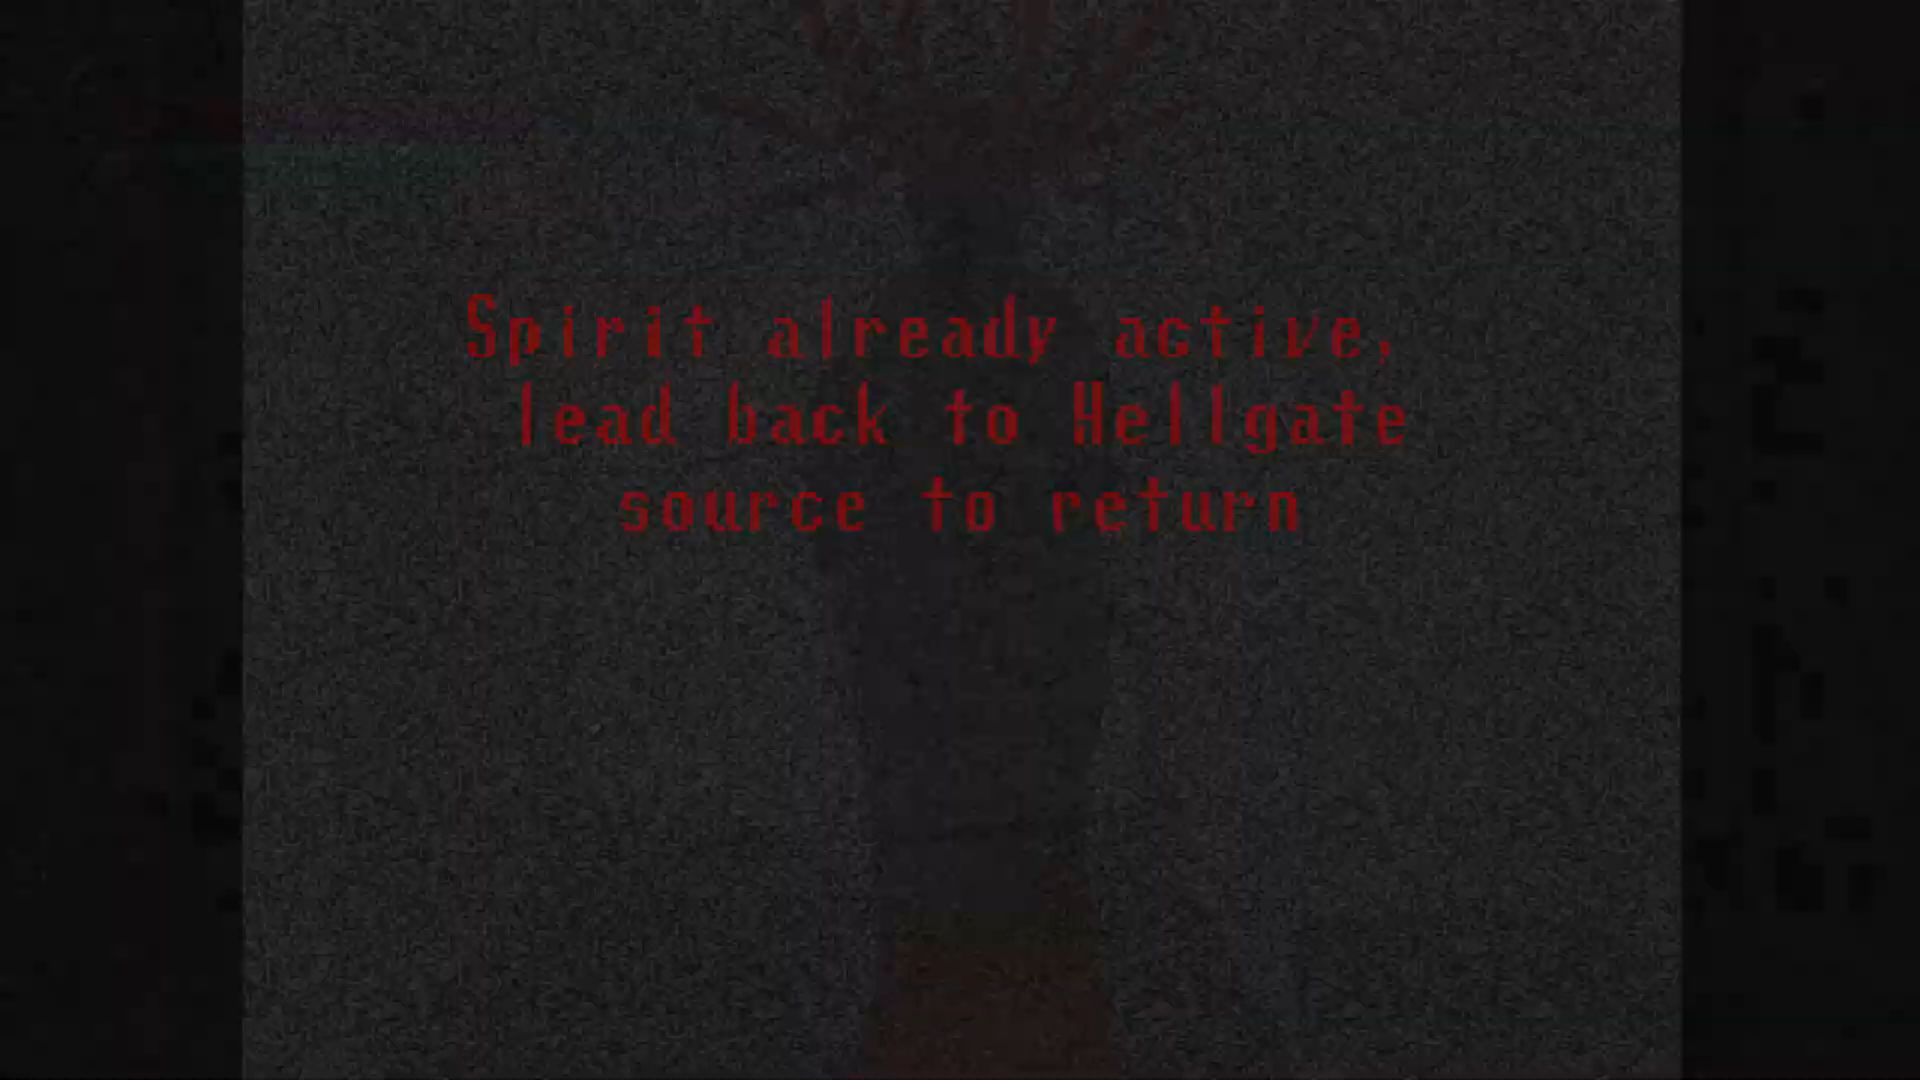 Spirit already active,
lead back to Hellgate
source to return